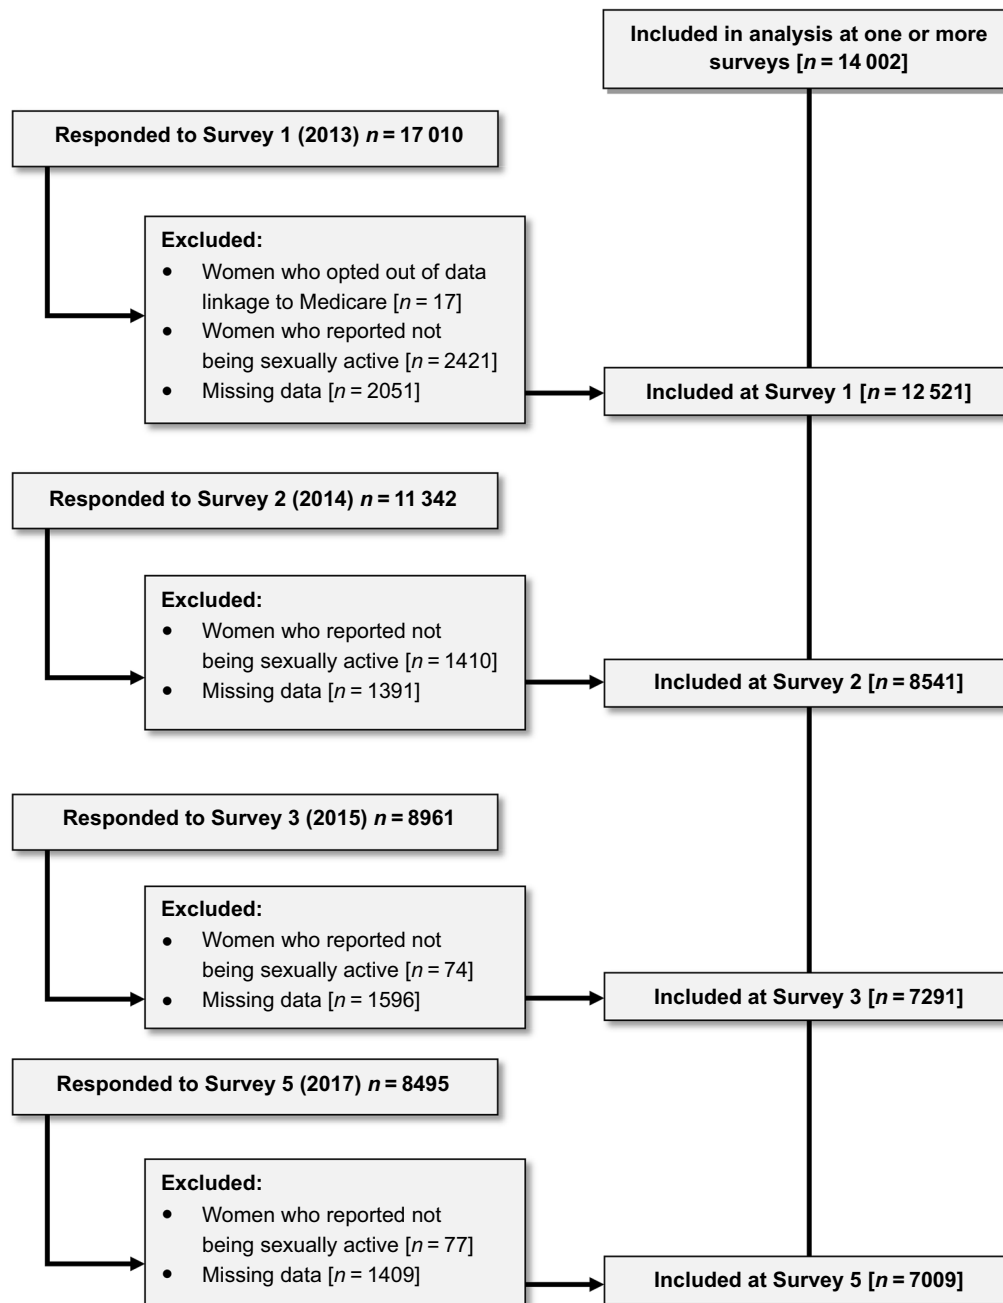 Included in analysis at one or more
surveys [n = 14 002]
Responded to Survey 1 (2013) n = 17 010
Excluded:
• Women who opted out of data
linkage to Medicare [n = 17]
• Women who reported not
being sexually active [n = 2421]
• Missing data [n = 2051]
Included at Survey 1 [n = 12 521]
Responded to Survey 2 (2014) n = 11 342
Excluded:
• Women who reported not
being sexually active [n = 1410]
• Missing data [n = 1391]
Included at Survey 2 [n = 8541]
Responded to Survey 3 (2015) n = 8961
Excluded:
• Women who reported not
being sexually active [n = 74]
• Missing data [n = 1596]
Included at Survey 3 [n = 7291]
Responded to Survey 5 (2017) n = 8495
Excluded:
• Women who reported not
being sexually active [n = 77]
• Missing data [n = 1409]
Included at Survey 5 [n = 7009]